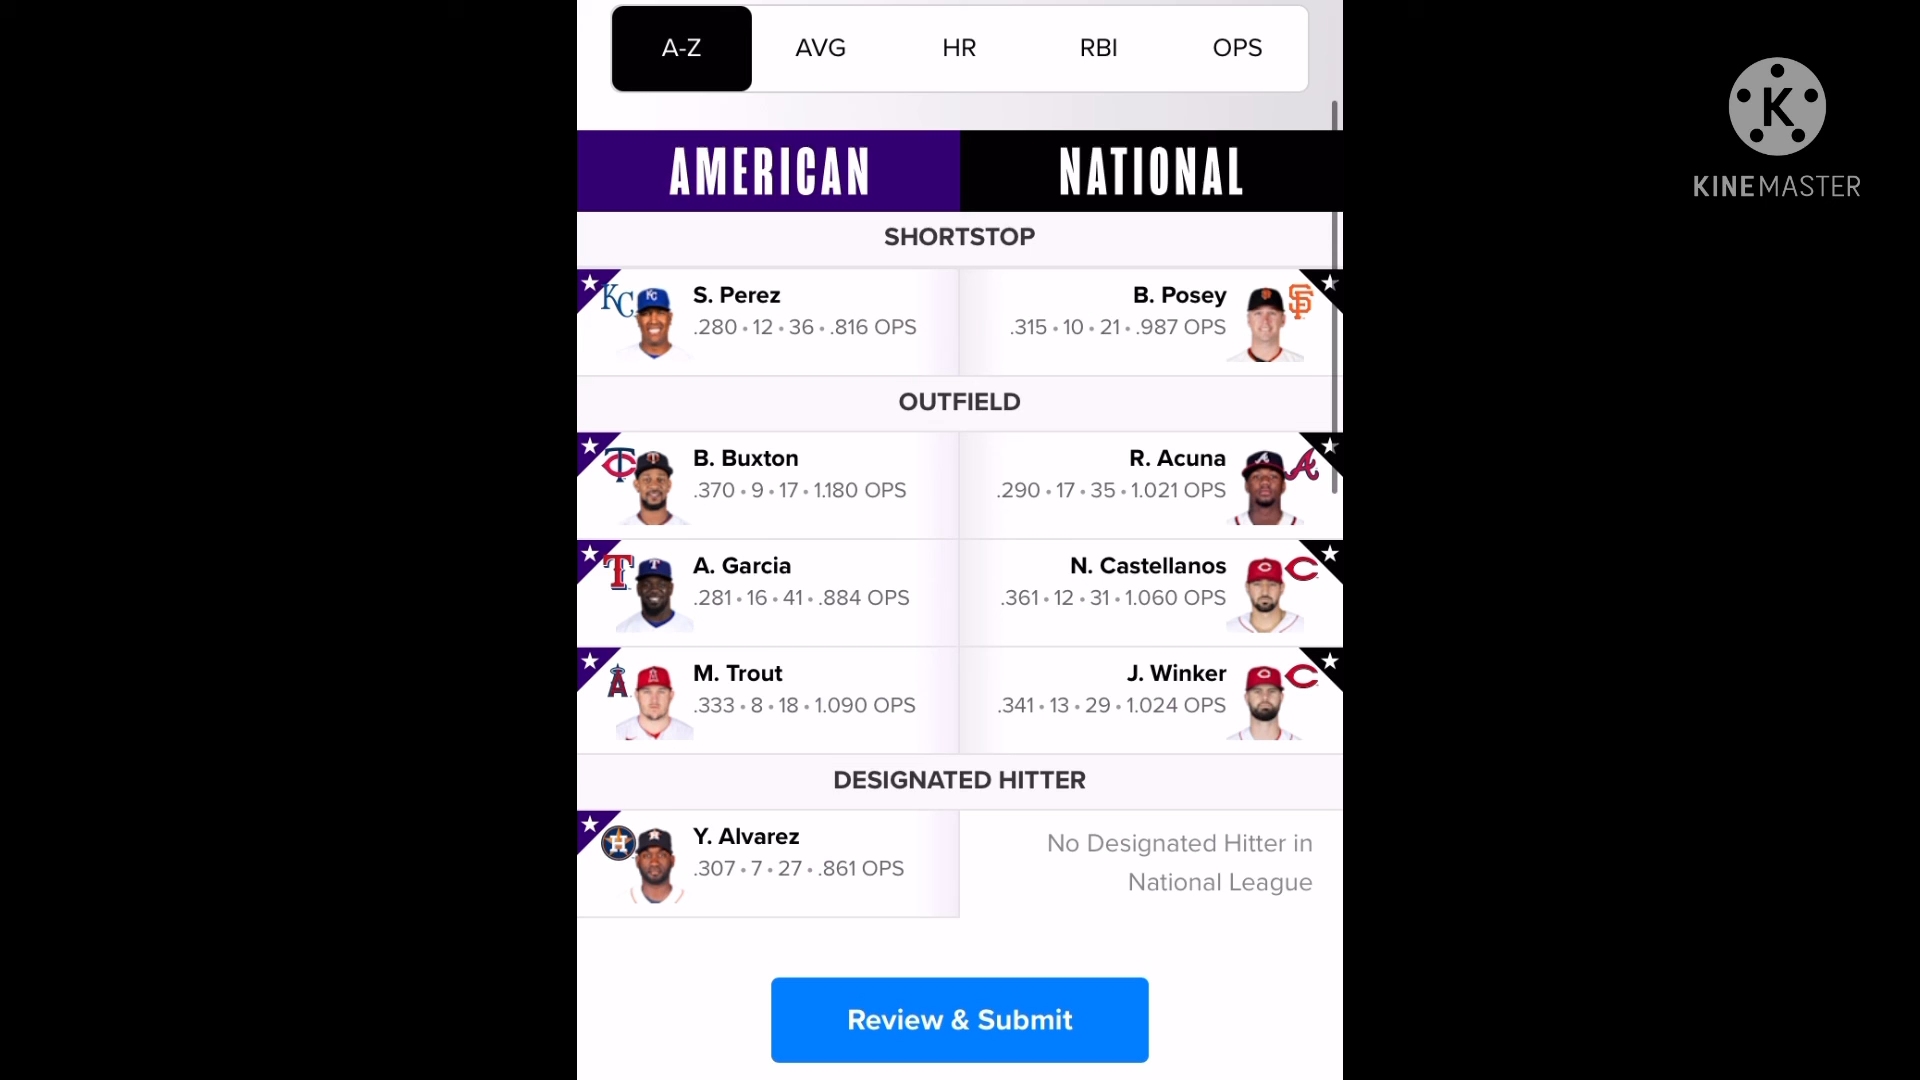 A-Z AVG HR RBI OPS
K
KINEMASTER
AMERICAN NATIONAL
SHORTSTOP
S. Perez
.280 • 12 • 36 • .816 OPS
B. Posey
.315 • 10 • 21 • .987 OPS
OUTFIELD
B. Buxton
.370 • 9 • 17 • 1.180 OPS
R. Acuna
.290 • 17 • 35 • 1.021 OPS
A. Garcia
.281 • 16 • 41 • .884 OPS
N. Castellanos
.361 • 12 • 31 • 1.060 OPS
M. Trout
.333 • 8 • 18 • 1.090 OPS
J. Winker
.341 • 13 • 29 • 1.024 OPS
DESIGNATED HITTER
Y. Alvarez
.307 • 7 • 27 • .861 OPS
No Designated Hitter in
National League
Review & Submit